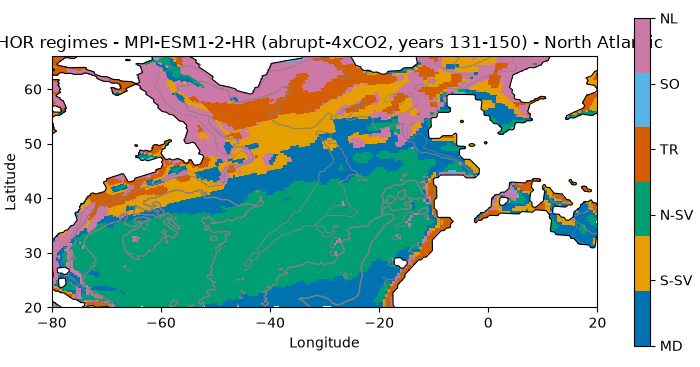 HOR regimes - MPI-ESM1-2-HR (abrupt-4xCO2, years 131-150) - North Atlantic
NL
SO
TR
N-SV
S-SV
MD
60
50
40
30
20
Latitude
−80
−60
−40
−20
0
20
Longitude